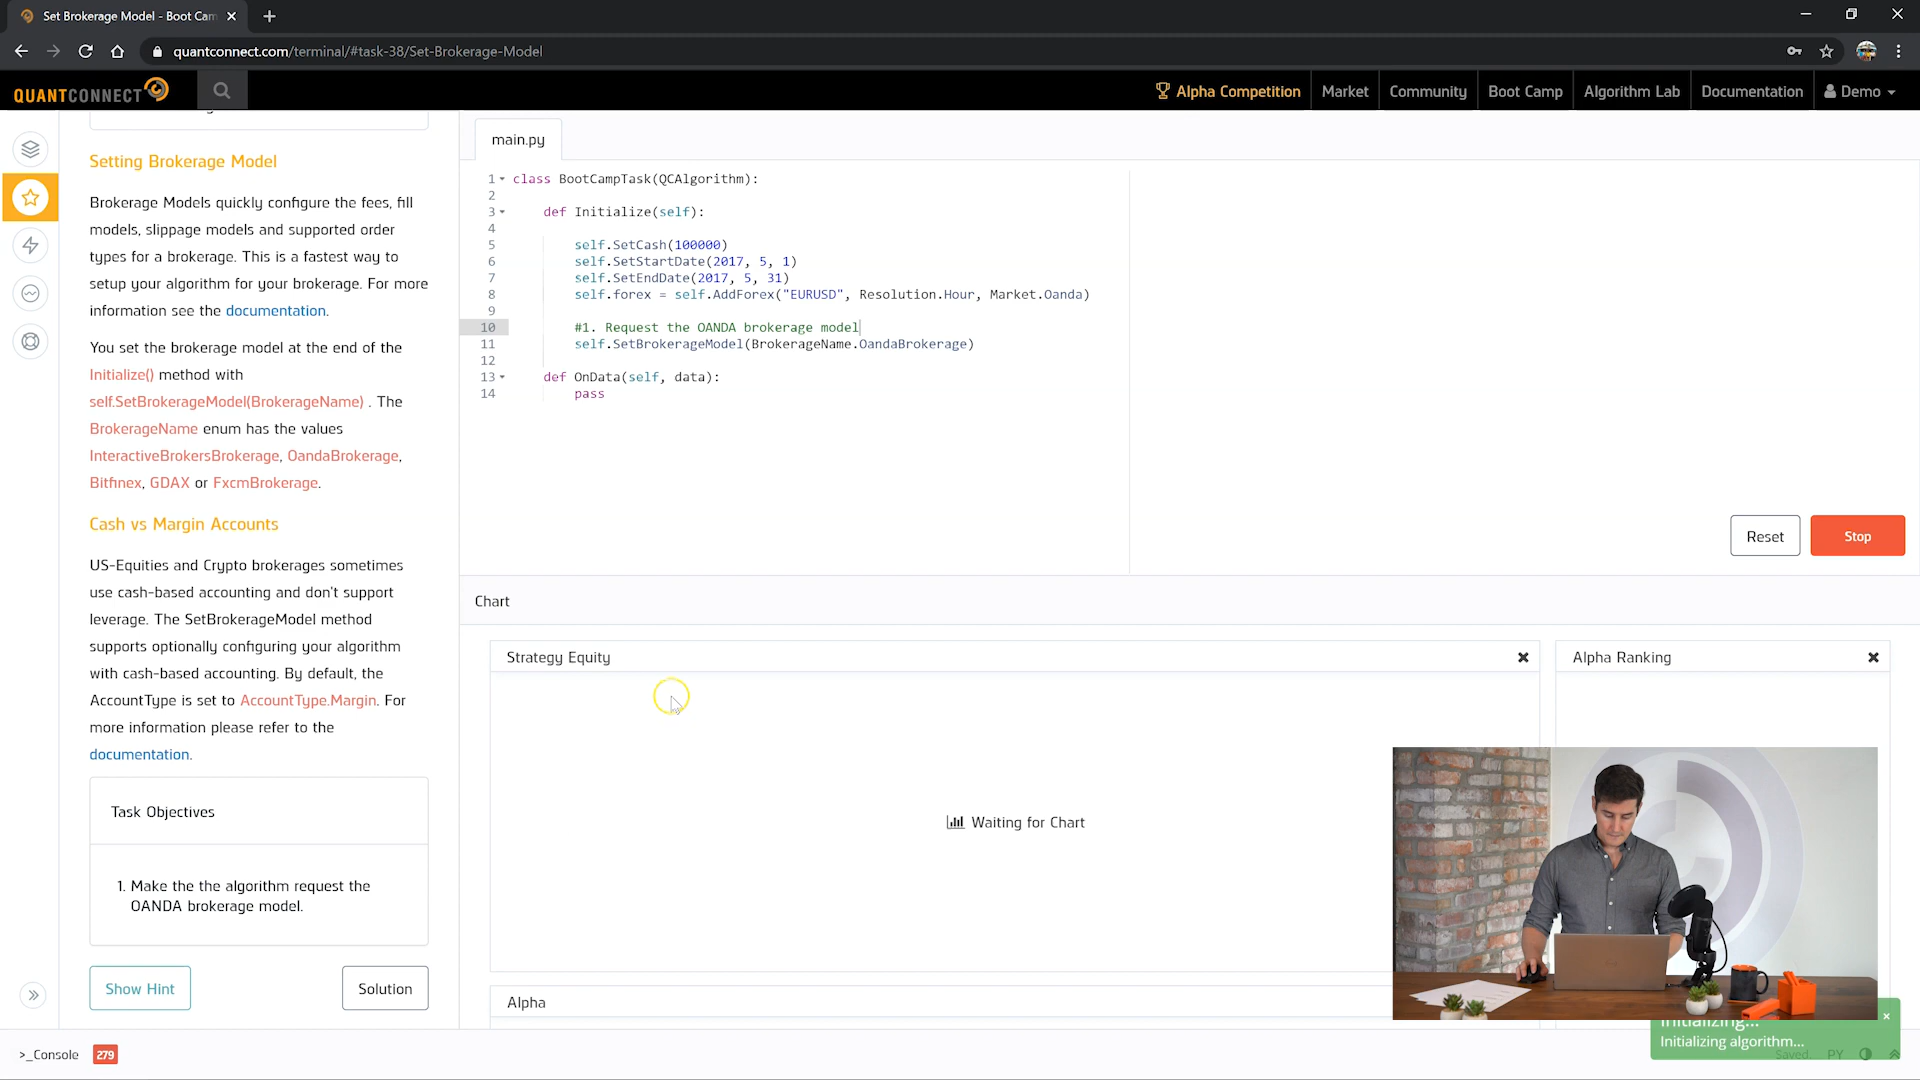 Set Brokerage Model - Boot Cam
quantconnect.com/terminal/#task-38/Set-Brokerage-Model
QUANTCONNECT
Alpha Competition
Market
Community
Boot Camp
Algorithm Lab
Documentation
Demo
Setting Brokerage Model
Brokerage Models quickly configure the fees, fill
models, slippage models and supported order
types for a brokerage. This is a fastest way to
setup your algorithm for your brokerage. For more
information see the documentation.
You set the brokerage model at the end of the
Initialize() method with
self.SetBrokerageModel(BrokerageName) . The
BrokerageName enum has the values
InteractiveBrokersBrokerage, OandaBrokerage,
Bitfinex, GDAX or FxcmBrokerage.
Cash vs Margin Accounts
US-Equities and Crypto brokerages sometimes
use cash-based accounting and don't support
leverage. The SetBrokerageModel method
supports optionally configuring your algorithm
with cash-based accounting. By default, the
AccountType is set to AccountType.Margin. For
more information please refer to the
documentation.
Task Objectives
1. Make the the algorithm request the
OANDA brokerage model.
Show Hint
Solution
main.py
1 class BootCampTask(QCAlgorithm):
2
3 def Initialize(self):
4
5 self.SetCash(100000)
6 self.SetStartDate(2017, 5, 1)
7 self.SetEndDate(2017, 5, 31)
8 self.forex = self.AddForex("EURUSD", Resolution.Hour, Market.Oanda)
9
10 #1. Request the OANDA brokerage model
11 self.SetBrokerageModel(BrokerageName.OandaBrokerage)
12
13 def OnData(self, data):
14 pass
Reset
Stop
Chart
Strategy Equity
Alpha Ranking
Waiting for Chart
Alpha
Initializing...
Initializing algorithm...
>_Console
279
Saved
PY